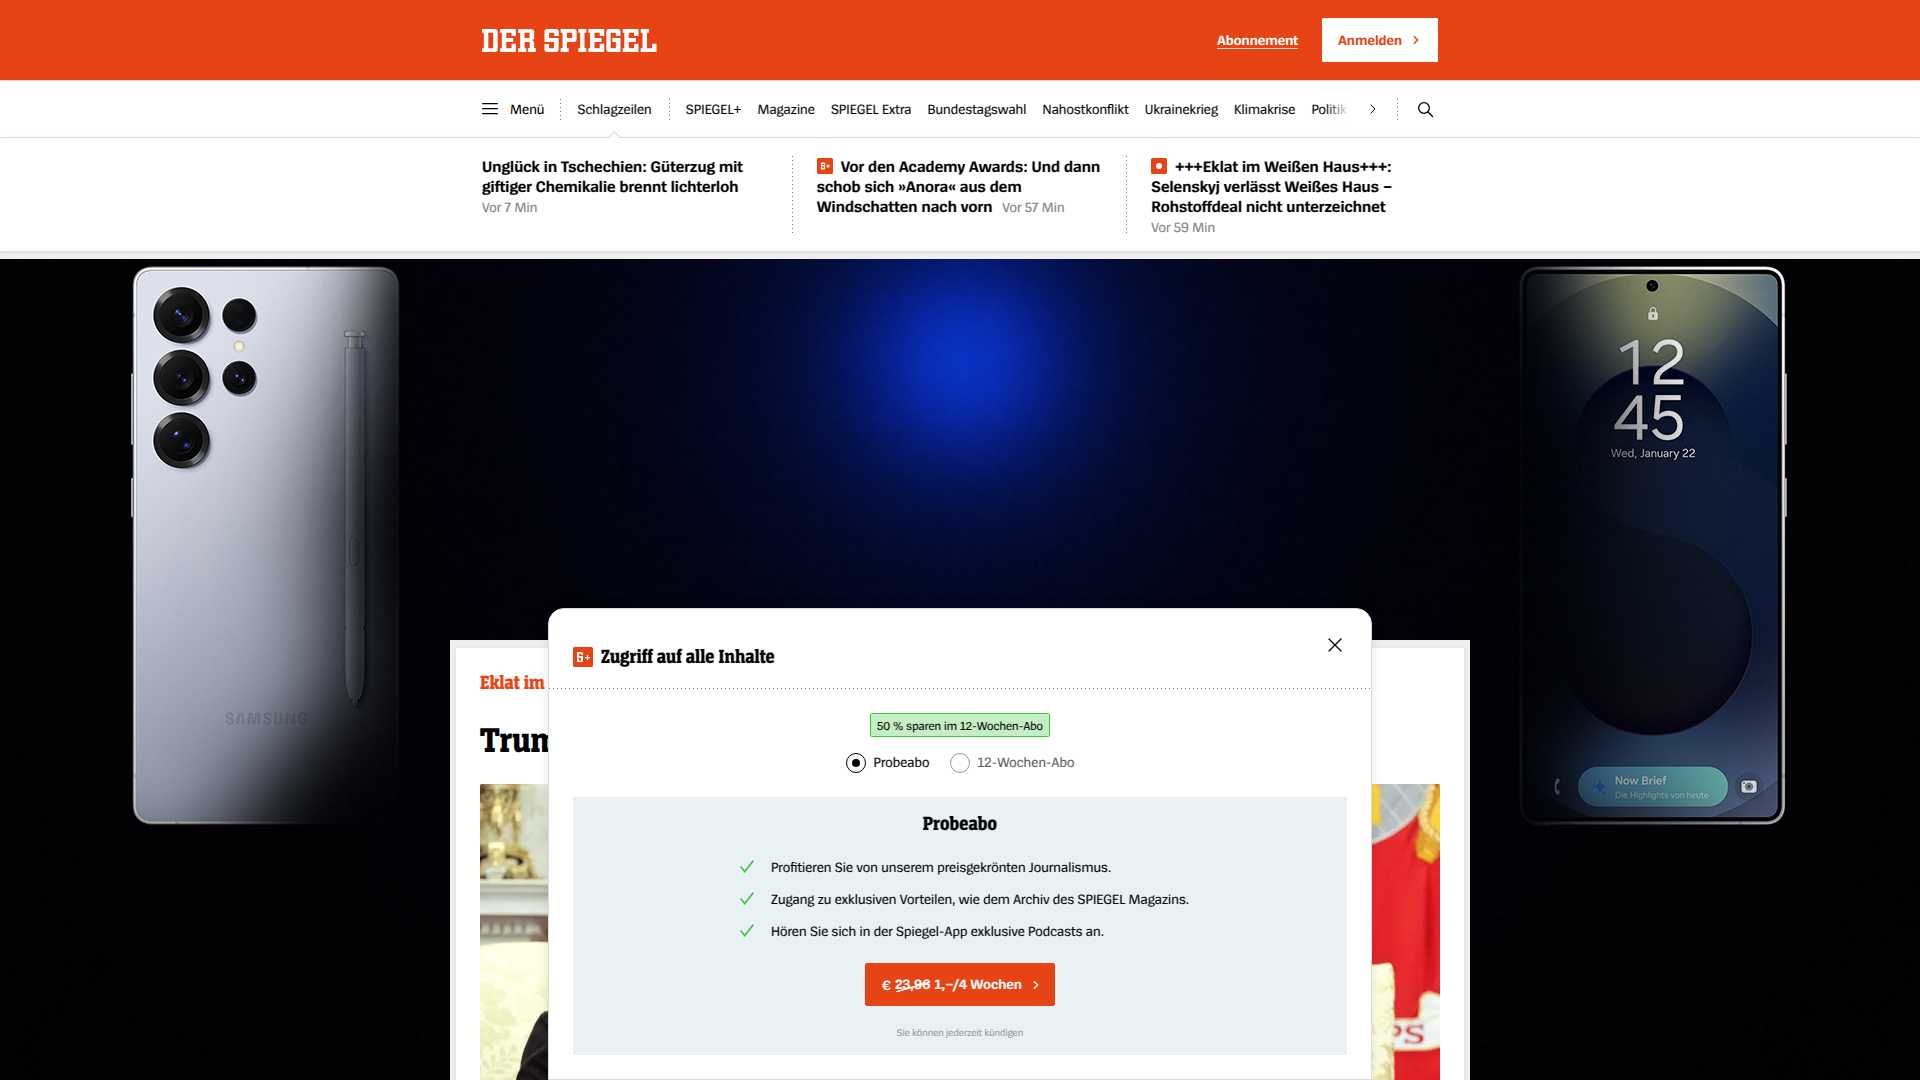 DER SPIEGEL
Abonnement
Anmelden
Menü
Schlagzeilen
SPIEGEL+
Magazine
SPIEGEL Extra
Bundestagswahl
Nahostkonflikt
Ukrainekrieg
Klimakrise
Politik
Unglück in Tschechien: Güterzug mit
giftiger Chemikalie brennt lichterloh
Vor 7 Min
S+ Vor den Academy Awards: Und dann
schob sich »Anora« aus dem
Windschatten nach vorn Vor 57 Min
+++Eklat im Weißen Haus+++:
Selenskyj verlässt Weißes Haus –
Rohstoffdeal nicht unterzeichnet
Vor 59 Min
SAMSUNG
12
45
Wed, January 22
Now Brief
Die Highlights von heute
Eklat im
Trum
S+ Zugriff auf alle Inhalte
50 % sparen im 12-Wochen-Abo
Probeabo
12-Wochen-Abo
Probeabo
Profitieren Sie von unserem preisgekrönten Journalismus.
Zugang zu exklusiven Vorteilen, wie dem Archiv des SPIEGEL Magazins.
Hören Sie sich in der Spiegel-App exklusive Podcasts an.
€ 23,96 1,–/4 Wochen
Sie können jederzeit kündigen
PS